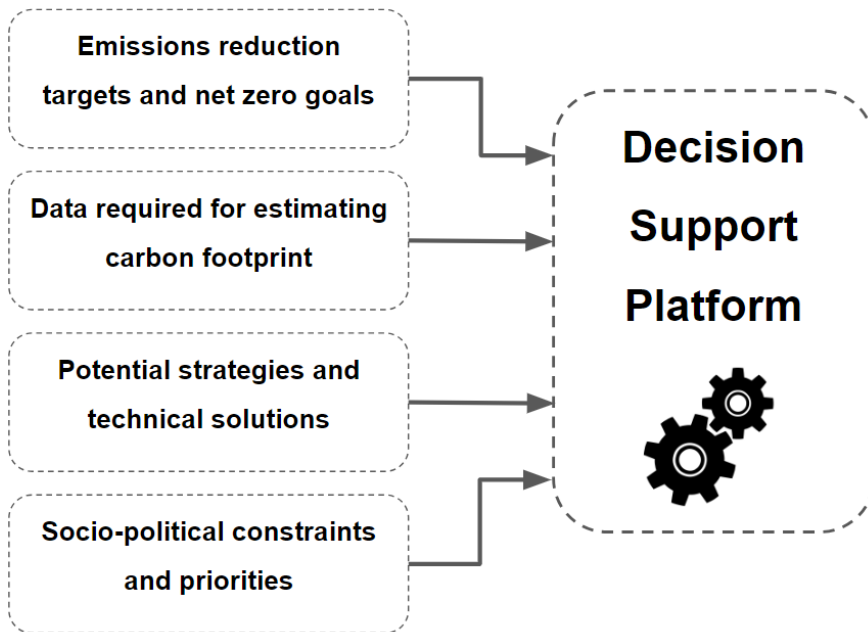 Emissions reduction
targets and net zero goals
Data required for estimating
carbon footprint
Potential strategies and
technical solutions
Socio-political constraints
and priorities
Decision
Support
Platform